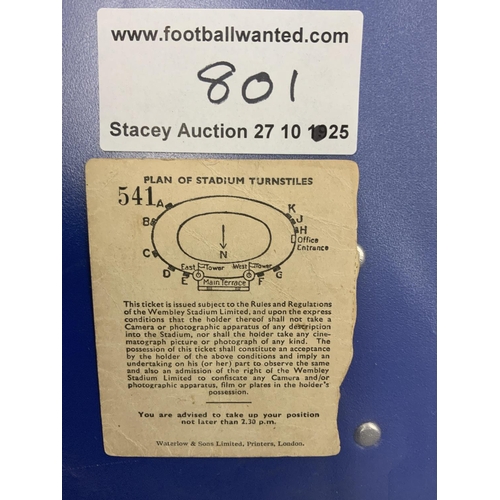 www.footballwanted.com
801
Stacey Auction 27 10 1925
PLAN OF STADIUM TURNSTILES
541
A
B
C
D
E
F
G
H
J
K
Office
Entrance
N
East Tower
West Tower
Main Terrace
This ticket is issued subject to the Rules and Regulations
of the Wembley Stadium Limited, and upon the express
conditions that the holder thereof shall not take a
Camera or photographic apparatus of any description
into the Stadium, nor shall the holder take any cine-
matograph picture or photograph of any kind. The
possession of this ticket shall constitute an acceptance
by the holder of the above conditions and imply an
undertaking on his (or her) part to observe the same
and also an admission of the right of the Wembley
Stadium Limited to confiscate any Camura and/or
photographic apparatus, film or plates in the holder's
possession.
You are advised to take up your position
not later than 2.30 p.m.
Waterlow & Sons Limited, Printers, London.